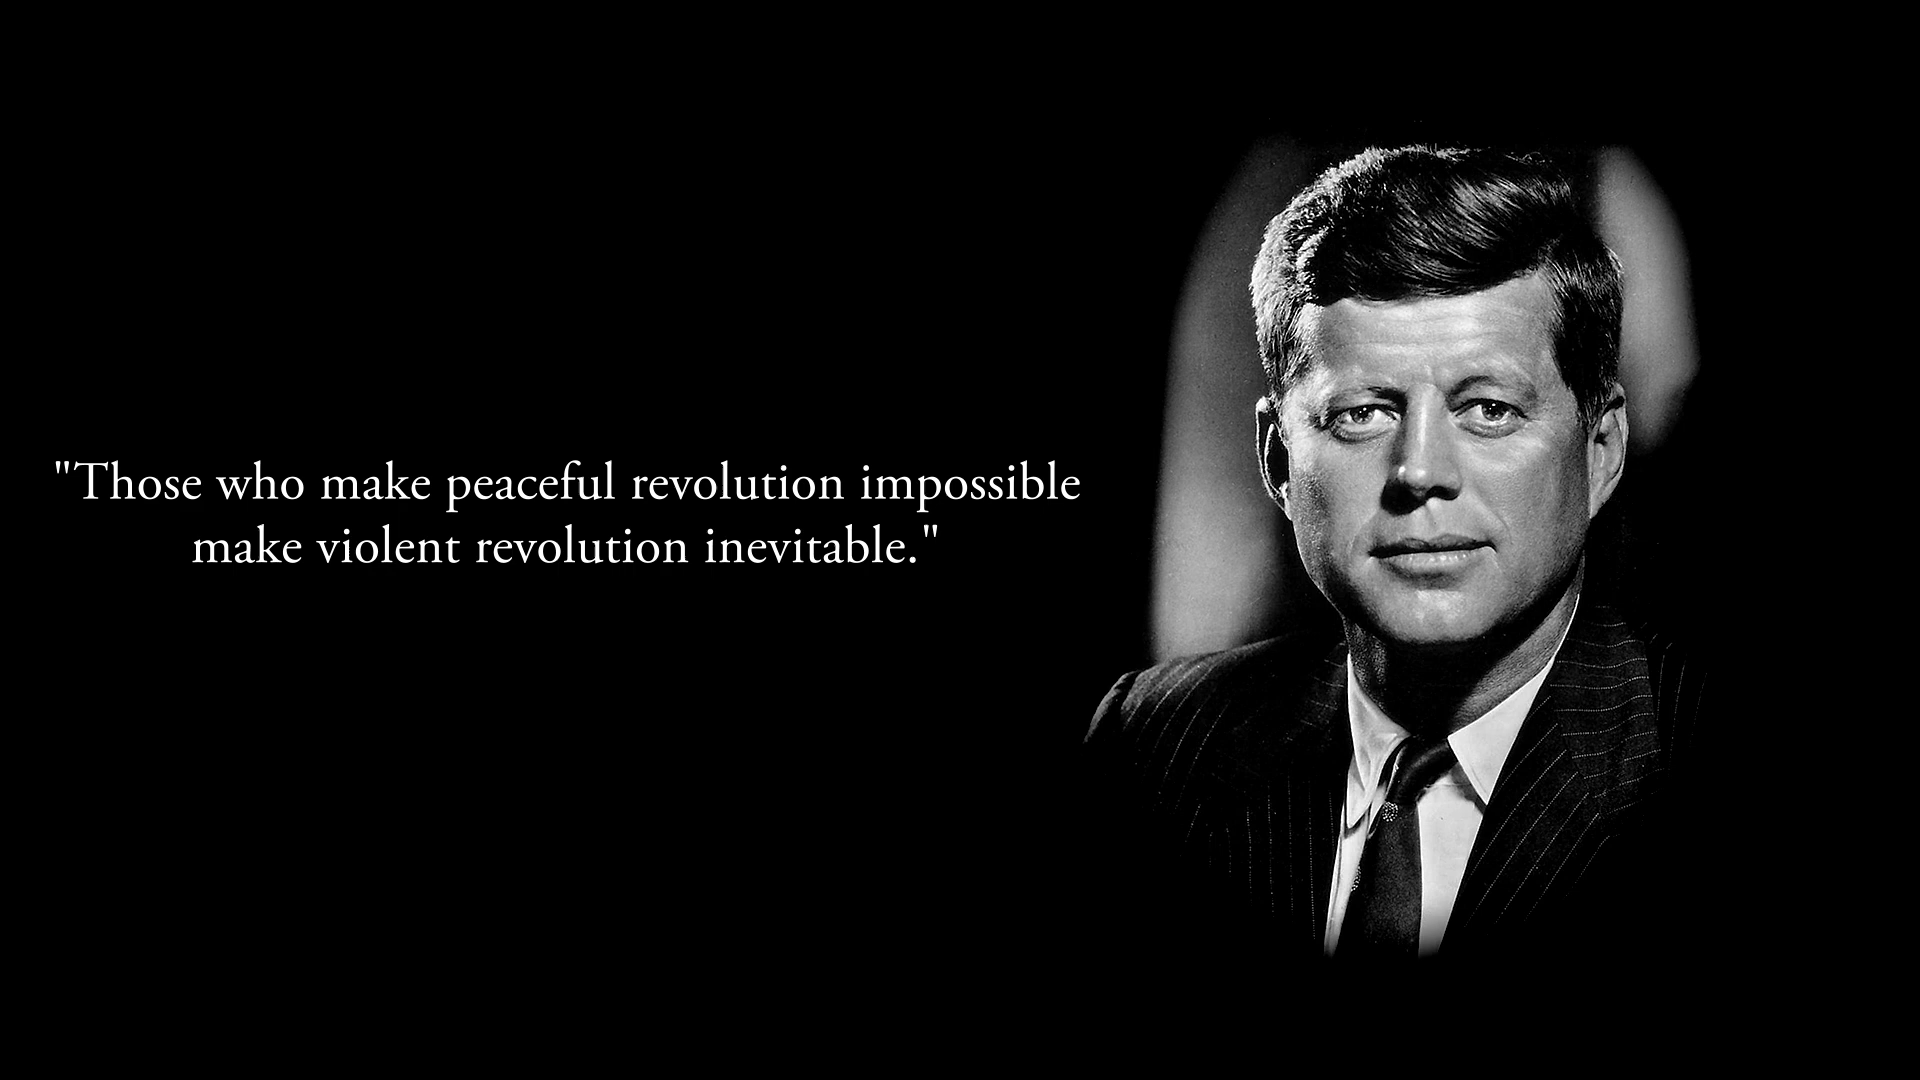 "Those who make peaceful revolution impossible
make violent revolution inevitable."